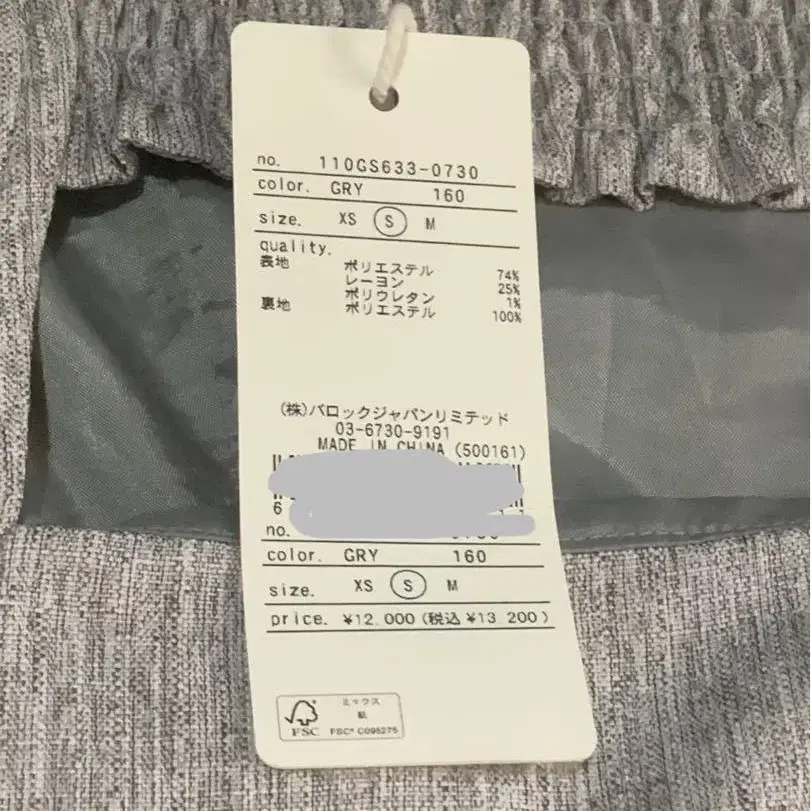 no. 110GS633-0730
color. GRY 160
size. XS S M
quality.
表地 ポリエステル 74%
レーヨン 25%
ポリウレタン 1%
裏地 ポリエステル 100%
(株)バロックジャパンリミテッド
03-6730-9191
MADE IN CHINA (500161)
6
no.
color. GRY 160
size. XS S M
price. ¥12.000 (税込 ¥13.200)
ミックス
紙
FSC
FSC® C095275